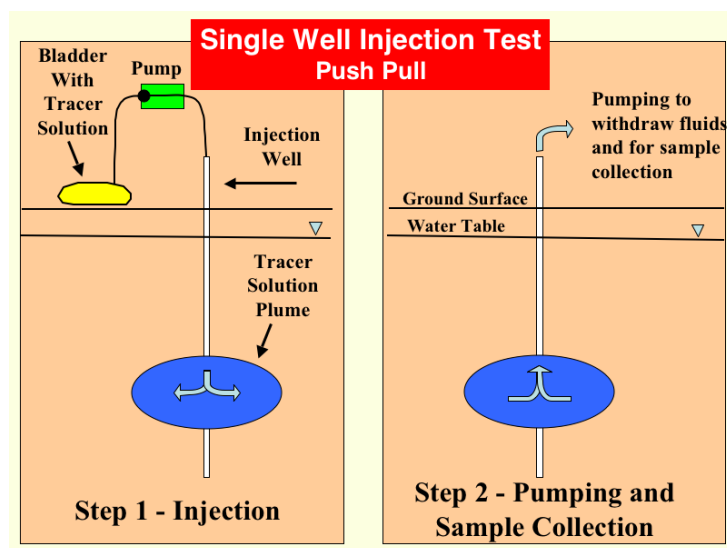 Single Well Injection Test
Push Pull
Bladder
With
Tracer
Solution
Pump
Injection
Well
Tracer
Solution
Plume
Step 1 - Injection
Pumping to
withdraw fluids
and for sample
collection
Ground Surface
Water Table
Step 2 - Pumping and
Sample Collection